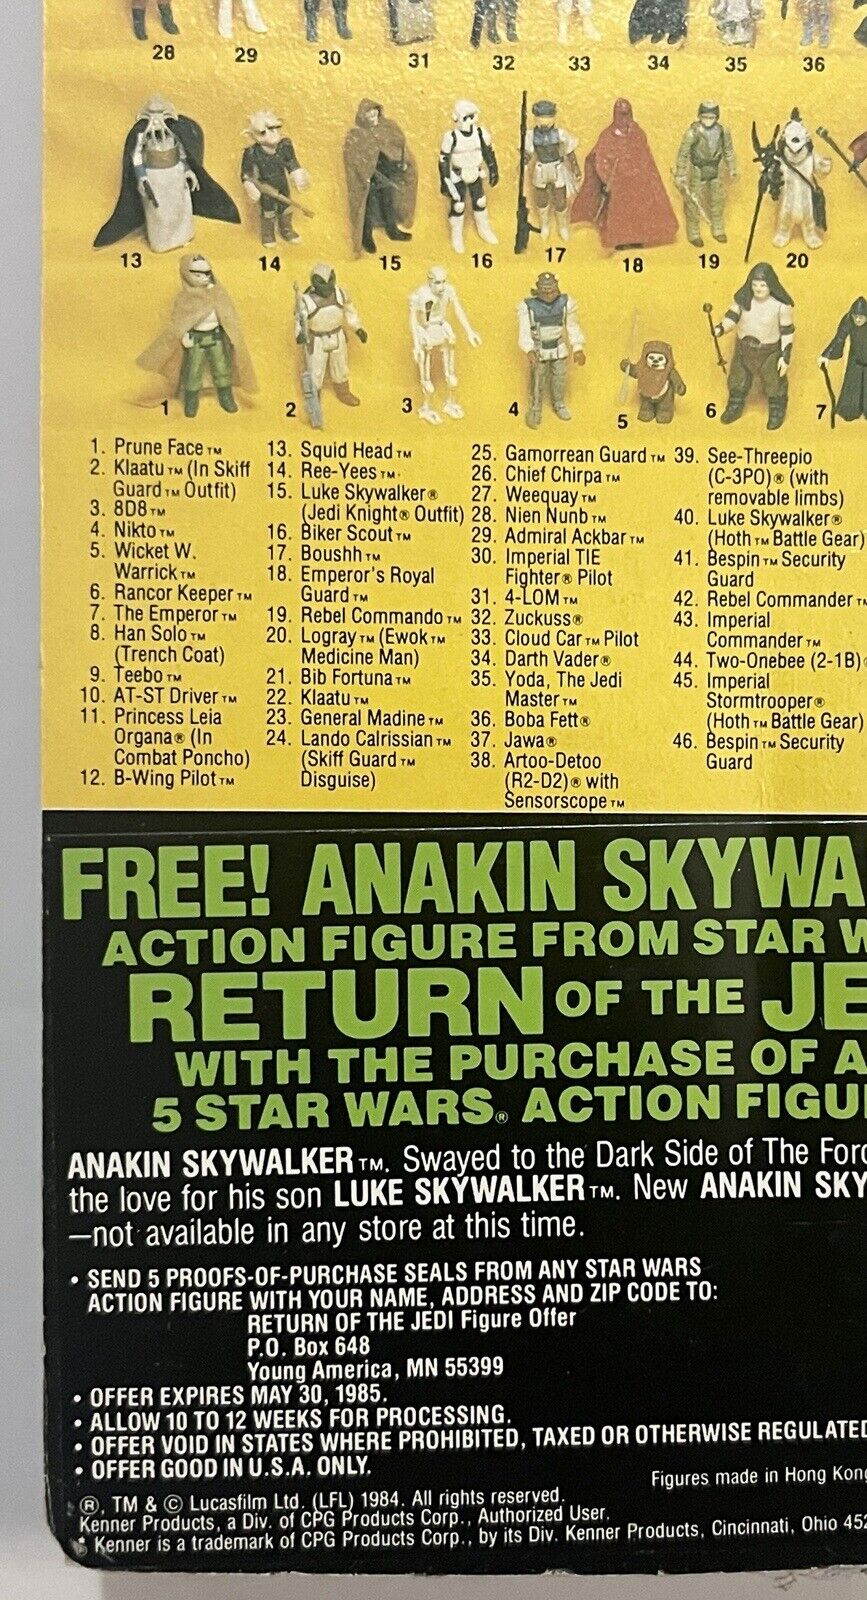 28 29 30 31 32 33 34 35 36
13 14 15 16 17 18 19 20
1 2 3 4 5 6 7
1. Prune Face™
2. Klaatu™ (In Skiff
Guard™ Outfit)
3. 8D8™
4. Nikto™
5. Wicket W.
Warrick™
6. Rancor Keeper™
7. The Emperor™
8. Han Solo™
(Trench Coat)
9. Teebo™
10. AT-ST Driver™
11. Princess Leia
Organa® (In
Combat Poncho)
12. B-Wing Pilot™
13. Squid Head™
14. Ree-Yees™
15. Luke Skywalker®
(Jedi Knight® Outfit)
16. Biker Scout™
17. Boushh™
18. Emperor's Royal
Guard™
19. Rebel Commando™
20. Logray™ (Ewok™
Medicine Man)
21. Bib Fortuna™
22. Klaatu™
23. General Madine™
24. Lando Calrissian™
(Skiff Guard™
Disguise)
25. Gamorrean Guard™
26. Chief Chirpa™
27. Weequay™
28. Nien Nunb™
29. Admiral Ackbar™
30. Imperial TIE
Fighter® Pilot
31. 4-LOM™
32. Zuckuss®
33. Cloud Car™ Pilot
34. Darth Vader®
35. Yoda, The Jedi
Master™
36. Boba Fett®
37. Jawa®
38. Artoo-Detoo
(R2-D2)® with
Sensorscope™
39. See-Threepio
(C-3PO)® (with
removable limbs)
40. Luke Skywalker®
(Hoth™ Battle Gear)
41. Bespin™ Security
Guard
42. Rebel Commander™
43. Imperial
Commander™
44. Two-Onebee (2-1B)
45. Imperial
Stormtrooper®
(Hoth™ Battle Gear)
46. Bespin™ Security
Guard
FREE! ANAKIN SKYWA
ACTION FIGURE FROM STAR W
RETURN OF THE JE
WITH THE PURCHASE OF A
5 STAR WARS® ACTION FIGU
ANAKIN SKYWALKER™. Swayed to the Dark Side of The Forc
the love for his son LUKE SKYWALKER™. New ANAKIN SKY
—not available in any store at this time.
• SEND 5 PROOFS-OF-PURCHASE SEALS FROM ANY STAR WARS
ACTION FIGURE WITH YOUR NAME, ADDRESS AND ZIP CODE TO:
RETURN OF THE JEDI Figure Offer
P.O. Box 648
Young America, MN 55399
• OFFER EXPIRES MAY 30, 1985.
• ALLOW 10 TO 12 WEEKS FOR PROCESSING.
• OFFER VOID IN STATES WHERE PROHIBITED, TAXED OR OTHERWISE REGULATED
• OFFER GOOD IN U.S.A. ONLY.
Figures made in Hong Kong
®, TM & © Lucasfilm Ltd. (LFL) 1984. All rights reserved.
Kenner Products, a Div. of CPG Products Corp., Authorized User.
* Kenner is a trademark of CPG Products Corp., by its Div. Kenner Products, Cincinnati, Ohio 452